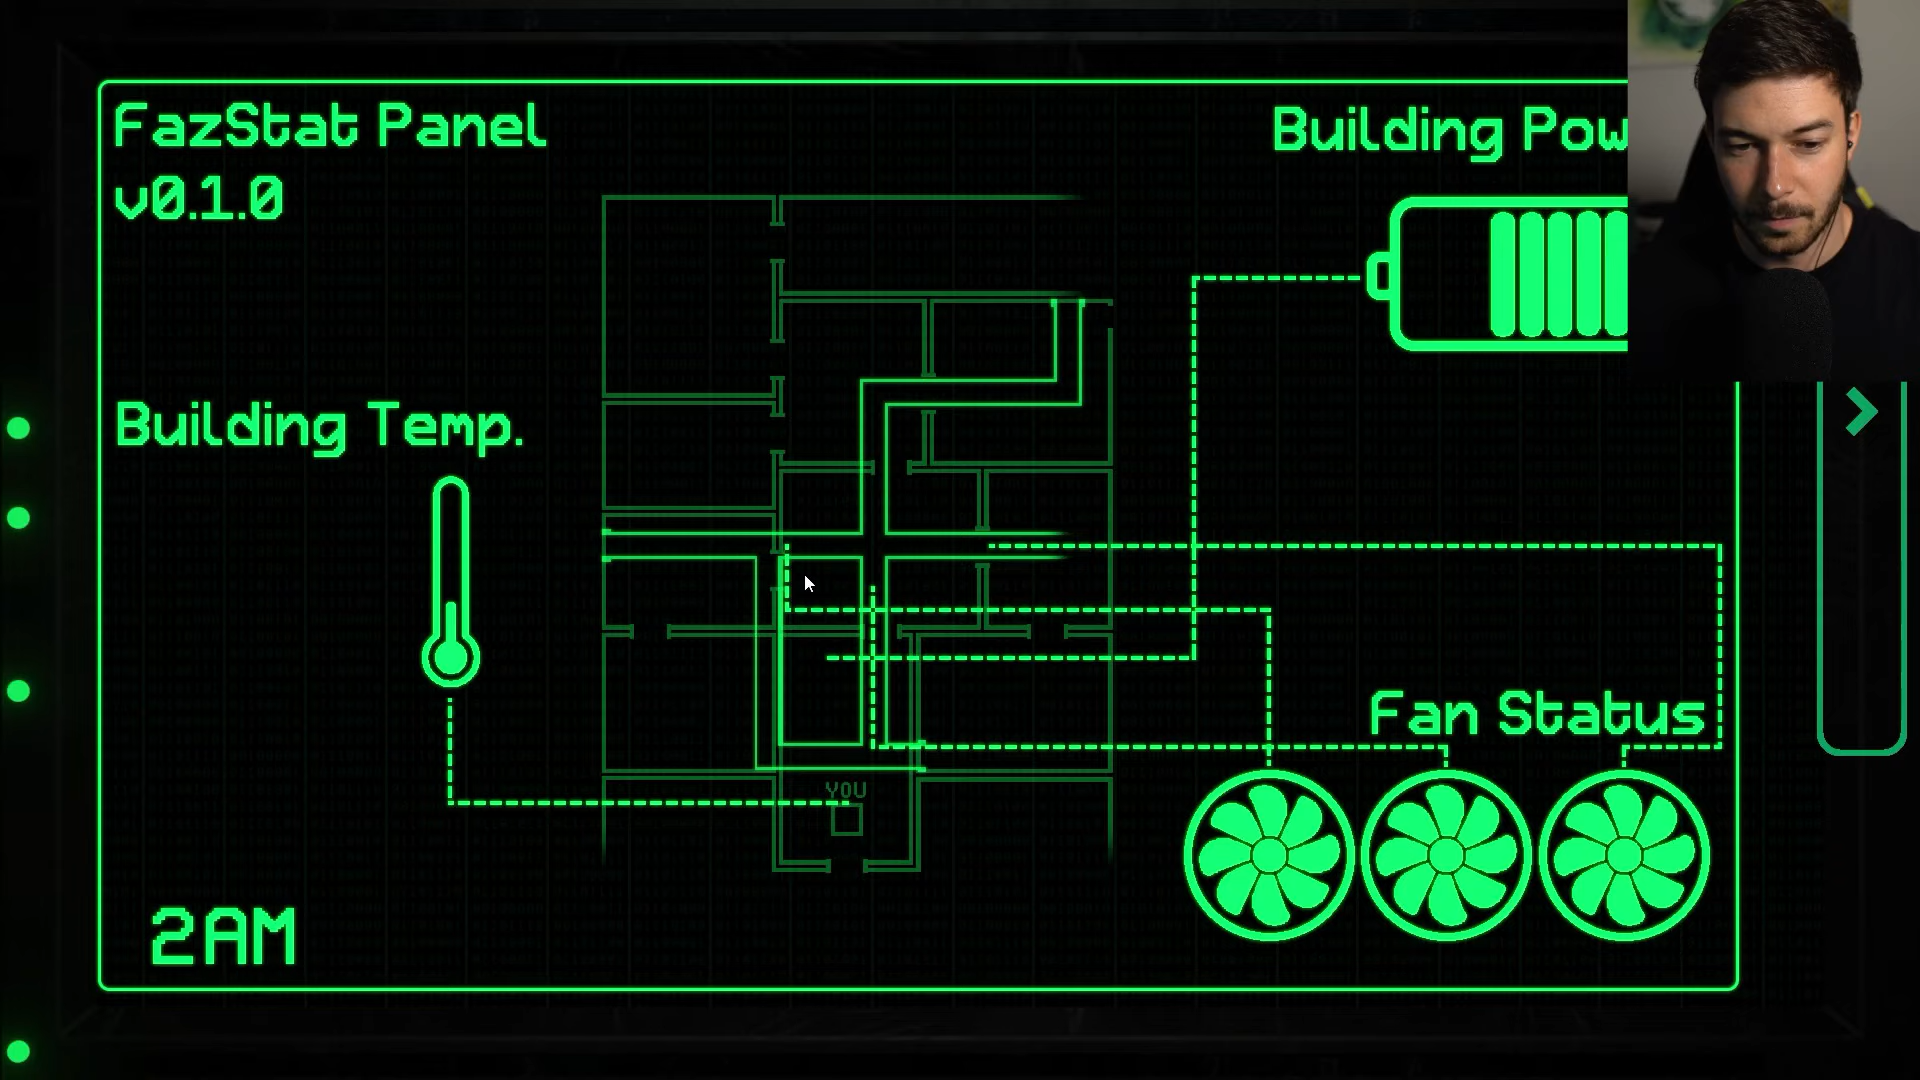 FazStat Panel
v0.1.0
Building Pow
Building Temp.
Fan Status
YOU
2AM